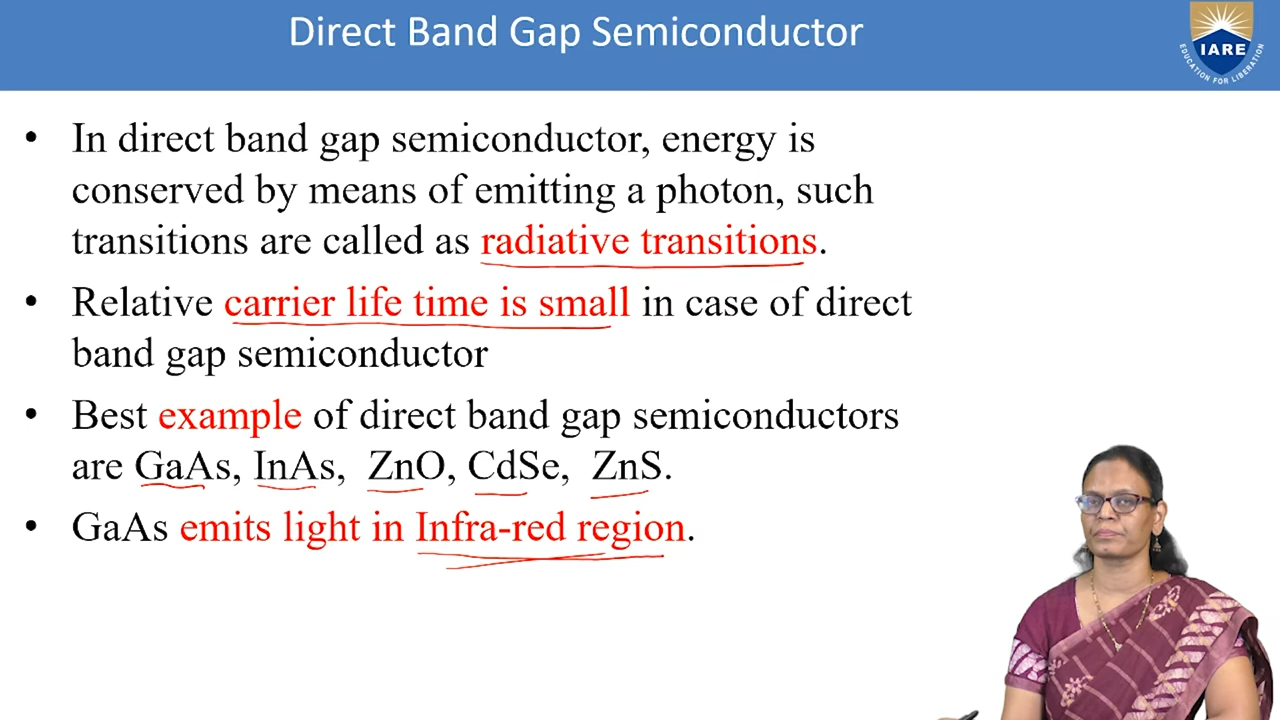 Direct Band Gap Semiconductor
IARE
EDUCATION FOR LIBERATION
• In direct band gap semiconductor, energy is
conserved by means of emitting a photon, such
transitions are called as radiative transitions.
• Relative carrier life time is small in case of direct
band gap semiconductor
• Best example of direct band gap semiconductors
are GaAs, InAs, ZnO, CdSe, ZnS.
• GaAs emits light in Infra-red region.